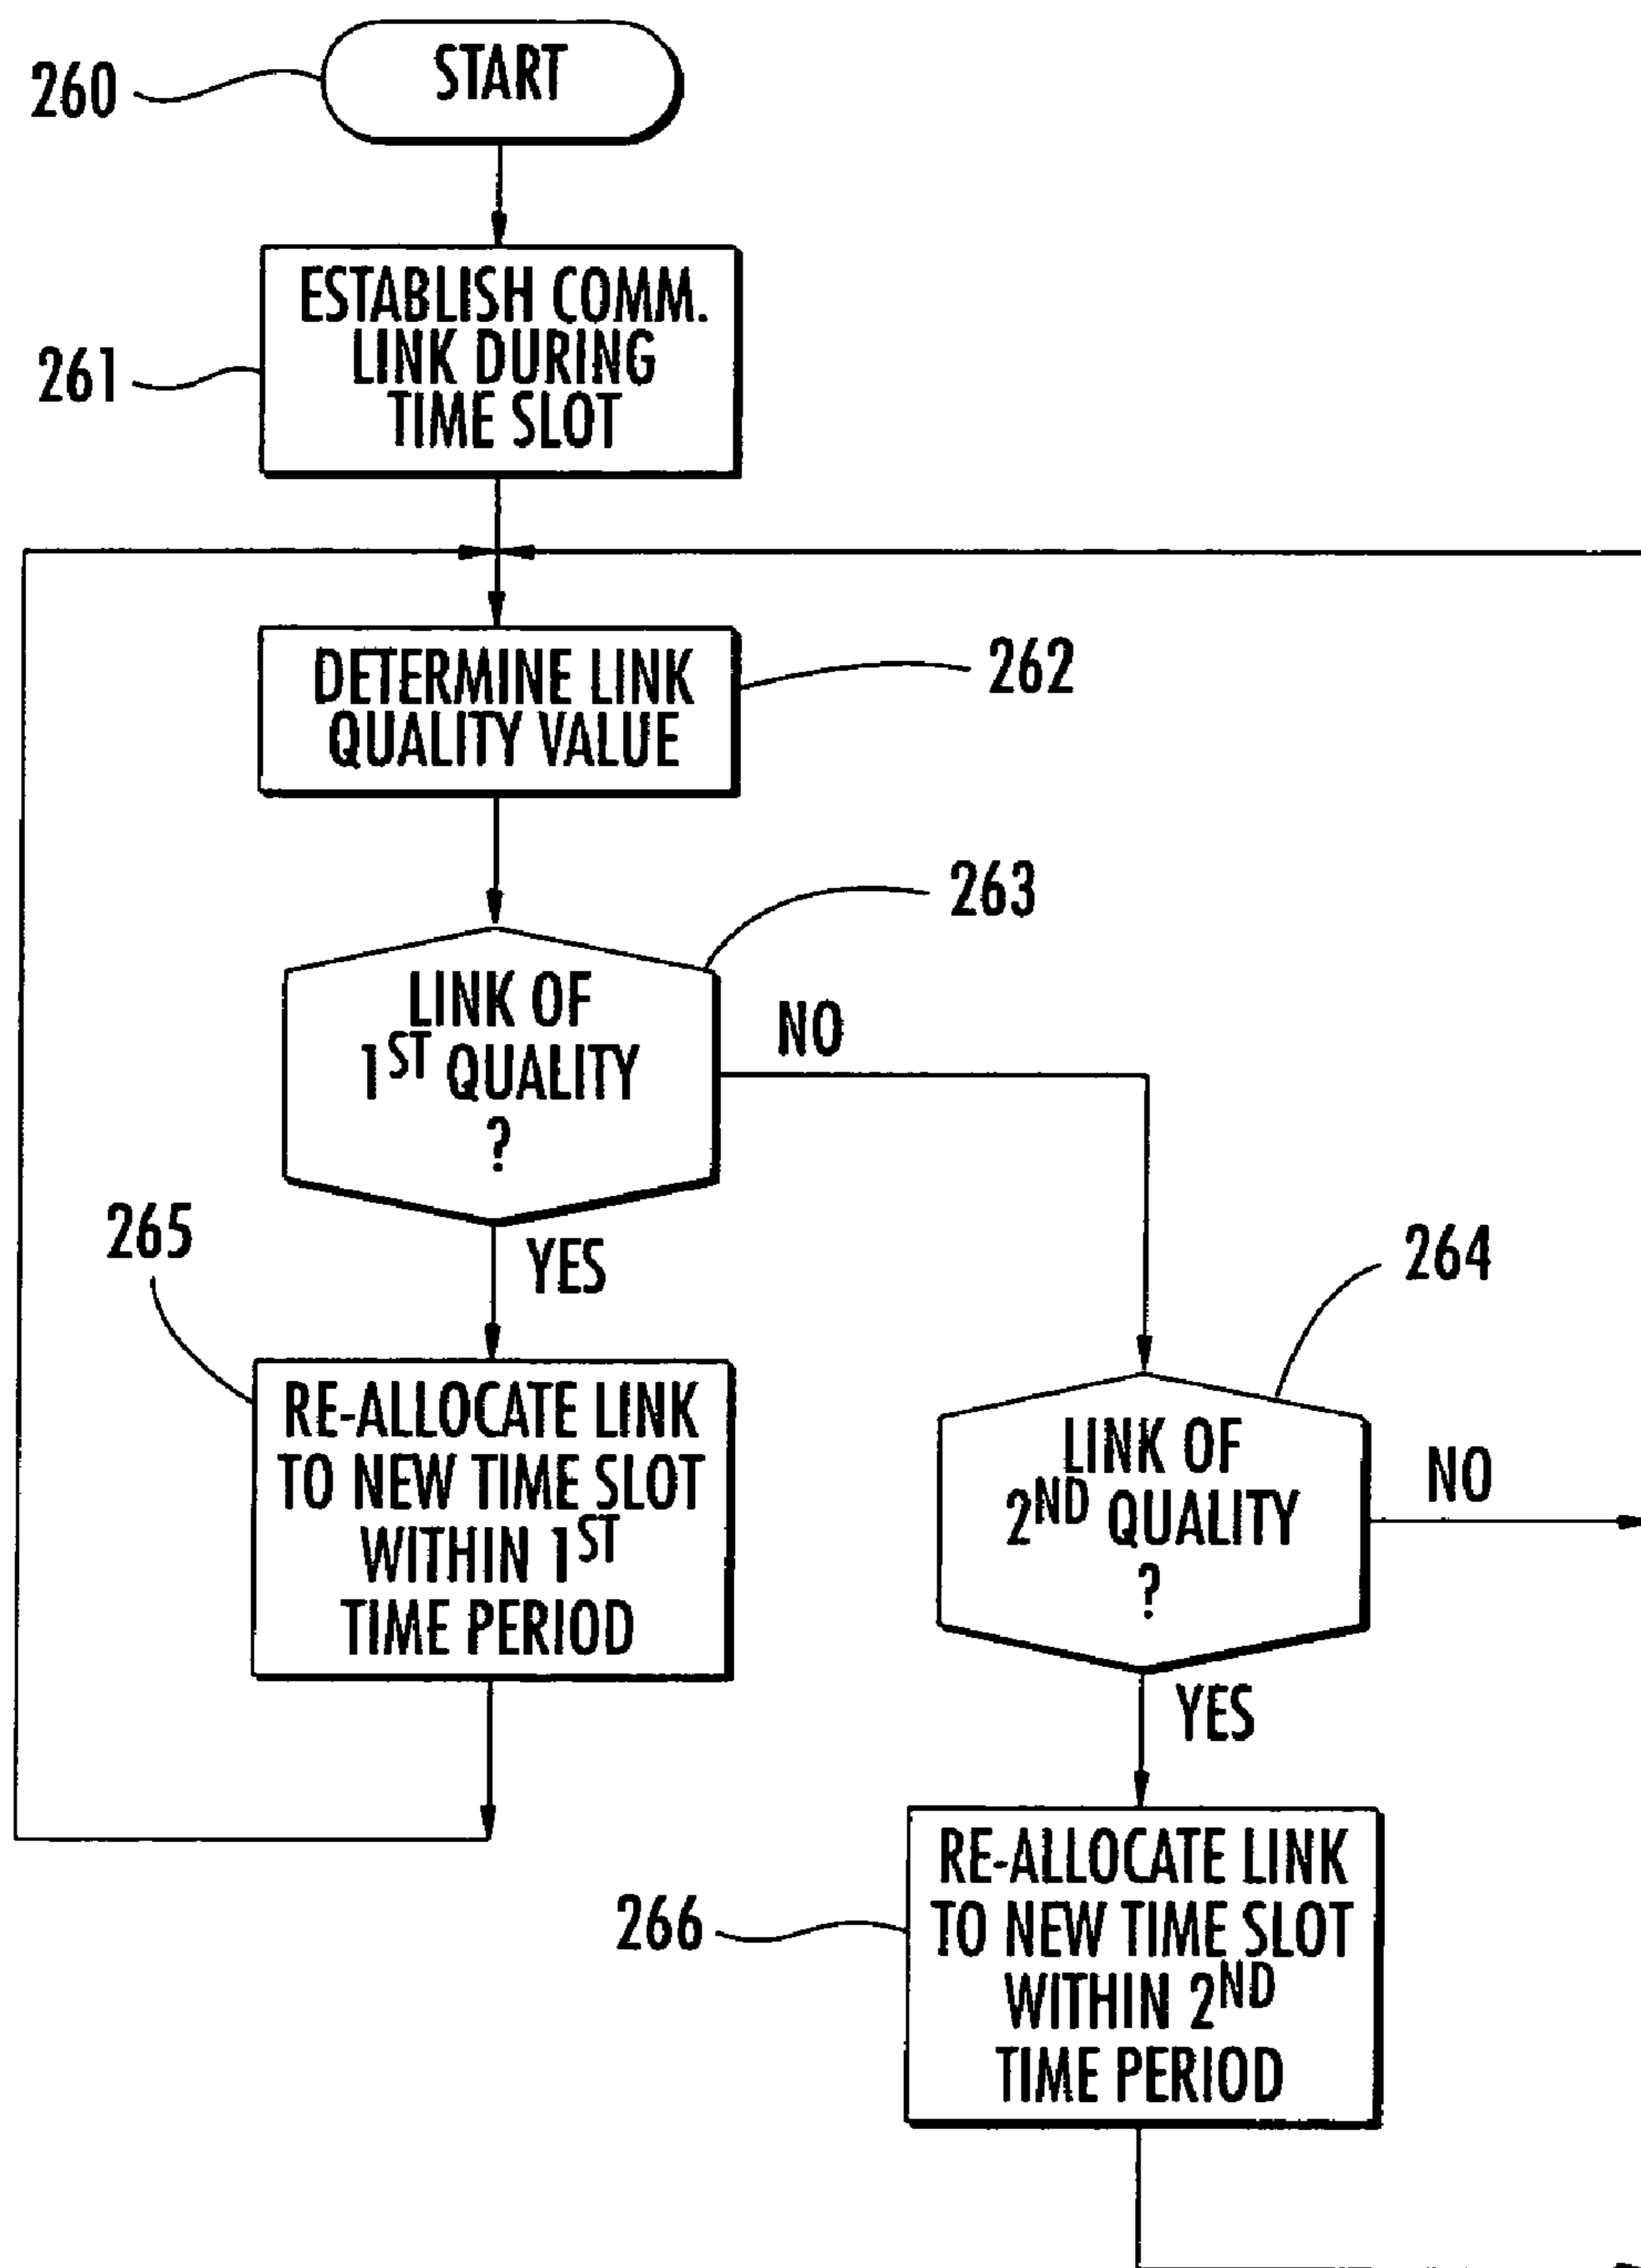 260
START
261
ESTABLISH COMM.
LINK DURING
TIME SLOT
DETERMINE LINK
QUALITY VALUE
262
263
LINK OF
1ST QUALITY
?
NO
YES
265
RE-ALLOCATE LINK
TO NEW TIME SLOT
WITHIN 1ST
TIME PERIOD
264
LINK OF
2ND QUALITY
?
NO
YES
266
RE-ALLOCATE LINK
TO NEW TIME SLOT
WITHIN 2ND
TIME PERIOD